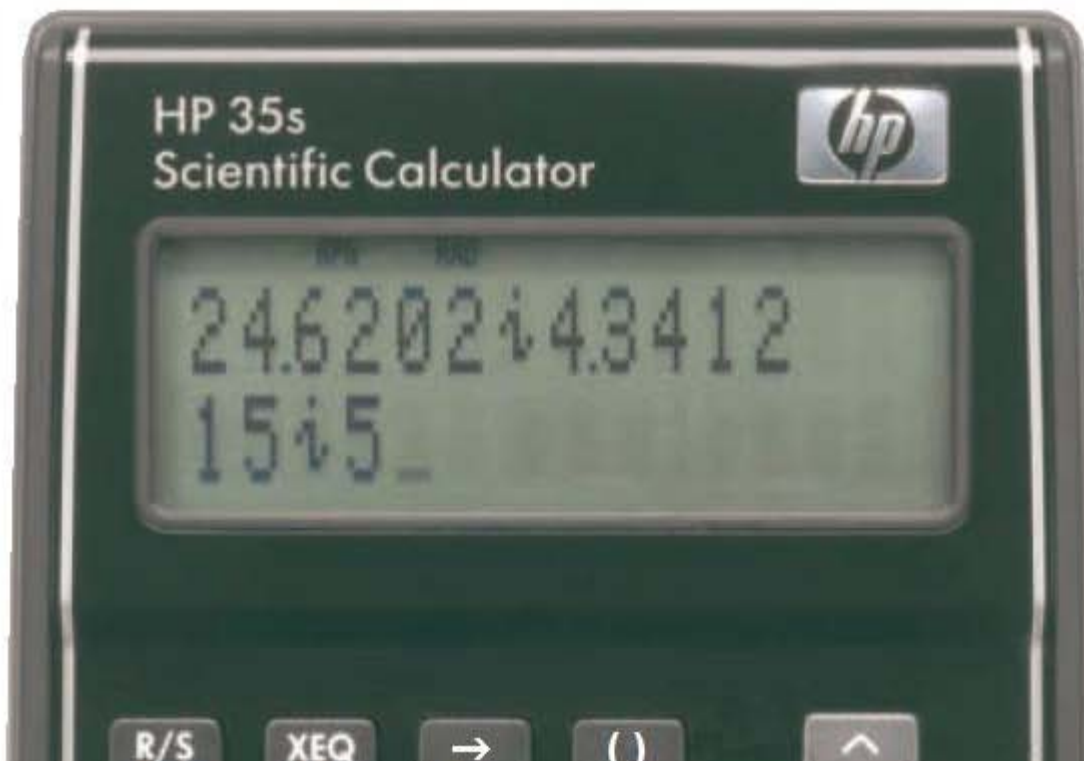 HP 35s
Scientific Calculator
hp
RPN RAD
24.6202i4.3412
15i5_
R/S XEQ → ( ) ^